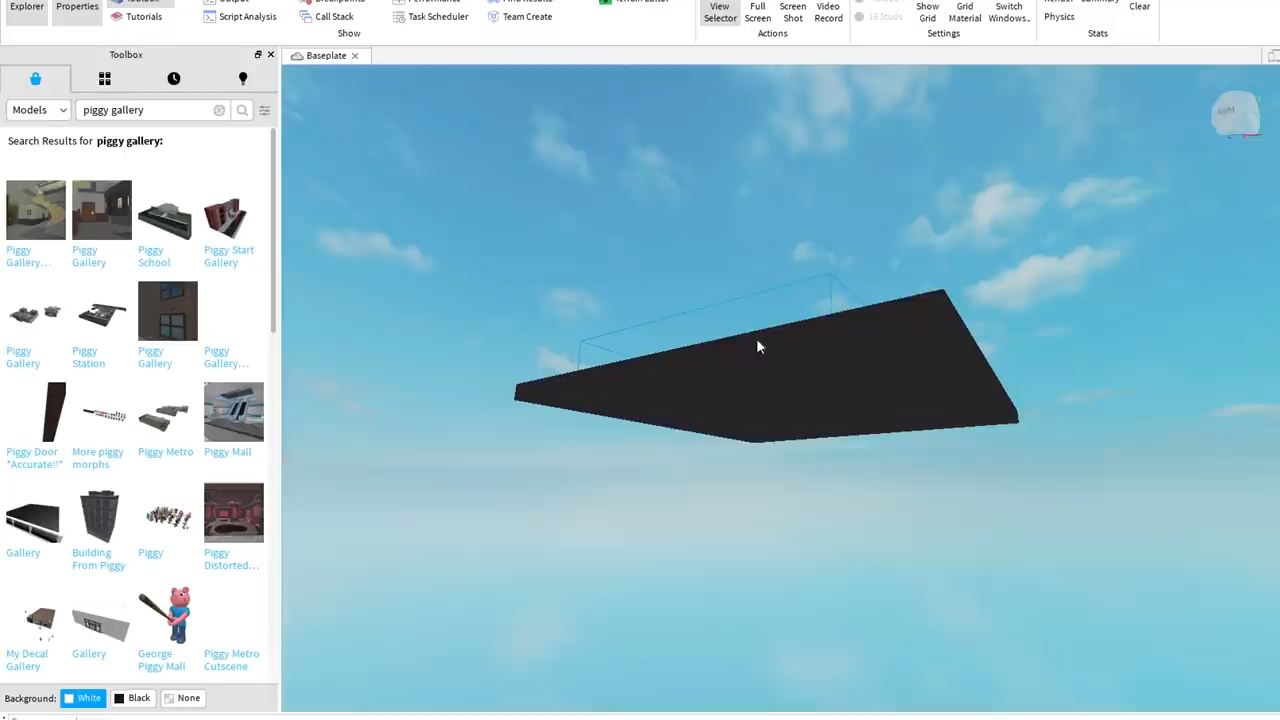 Explorer Properties
Tutorials Script Analysis Call Stack Task Scheduler Team Create
Show
View Selector Full Screen Screen Shot Video Record
Actions
16 Studs
Show Grid Grid Material Switch Windows..
Settings
Physics
Clear
Stats
Toolbox
Baseplate
Models piggy gallery
Search Results for piggy gallery:
Piggy Gallery...
Piggy Gallery
Piggy School
Piggy Start Gallery
Piggy Gallery
Piggy Station
Piggy Gallery
Piggy Gallery...
Piggy Door "Accurate!!"
More piggy morphs
Piggy Metro
Piggy Mall
Gallery
Building From Piggy
Piggy
Piggy Distorted...
My Decal Gallery
Gallery
George Piggy Mall
Piggy Metro Cutscene
Background: White Black None